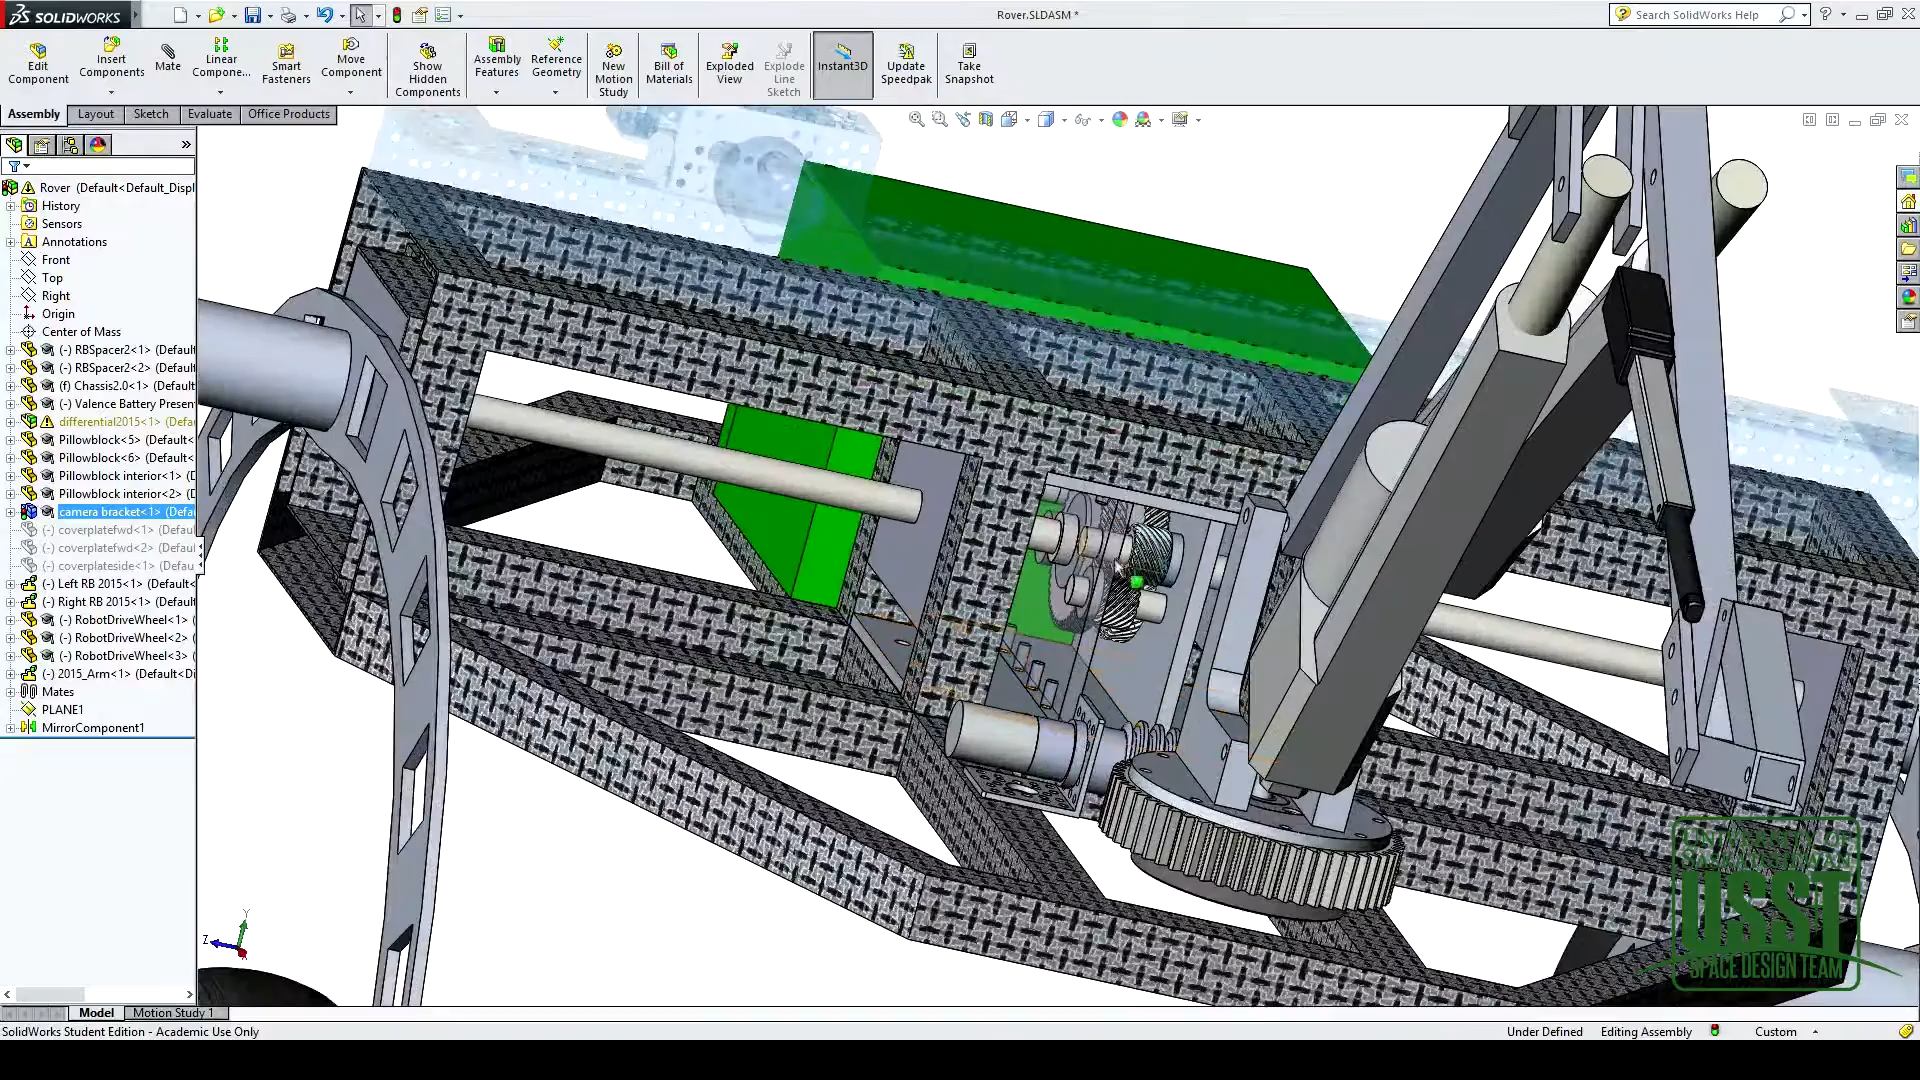 SOLIDWORKS
Rover.SLDASM *
Search SolidWorks Help
Edit Component
Insert Components
Mate
Linear Compone...
Smart Fasteners
Move Component
Show Hidden Components
Assembly Features
Reference Geometry
New Motion Study
Bill of Materials
Exploded View
Explode Line Sketch
Instant3D
Update Speedpak
Take Snapshot
Assembly
Layout
Sketch
Evaluate
Office Products
Rover (Default<Default_Displ
History
Sensors
Annotations
Front
Top
Right
Origin
Center of Mass
(-) RBSpacer2<1> (Default
(-) RBSpacer2<2> (Default
(f) Chassis2.0<1> (Default
(-) Valence Battery Presen
differential2015<1> (Defau
Pillowblock<5> (Default<
Pillowblock<6> (Default<
Pillowblock interior<1> (D
Pillowblock interior<2> (D
camera bracket<1> (Defau
(-) coverplatefwd<1> (Defaul
(-) coverplatefwd<2> (Defaul
(-) coverplateside<1> (Defau
(-) Left RB 2015<1> (Default<
(-) Right RB 2015<1> (Default
(-) RobotDriveWheel<1> (
(-) RobotDriveWheel<2> (
(-) RobotDriveWheel<3> (
(-) 2015_Arm<1> (Default<Di
Mates
PLANE1
MirrorComponent1
Y
Z
UNIVERSITY OF
SASKATCHEWAN
USST
SPACE DESIGN TEAM
Model
Motion Study 1
SolidWorks Student Edition - Academic Use Only
Under Defined
Editing Assembly
Custom